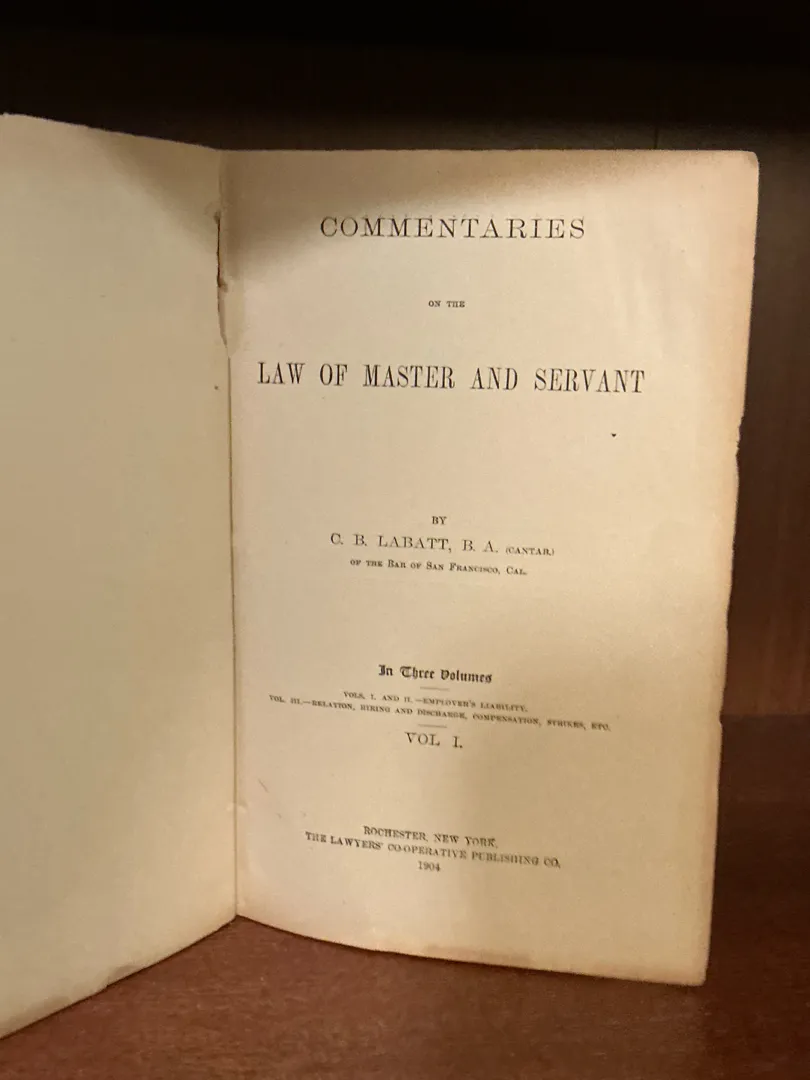 COMMENTARIES
ON THE
LAW OF MASTER AND SERVANT
BY
C. B. LABATT, B. A. (CANTAB.)
OF THE BAR OF SAN FRANCISCO, CAL.
In Three Volumes
VOLS. I. AND II.—EMPLOYER'S LIABILITY.
VOL. III.—RELATION, HIRING AND DISCHARGE, COMPENSATION, STRIKES, ETC.
VOL I.
ROCHESTER, NEW YORK.
THE LAWYERS' CO-OPERATIVE PUBLISHING CO.
1904